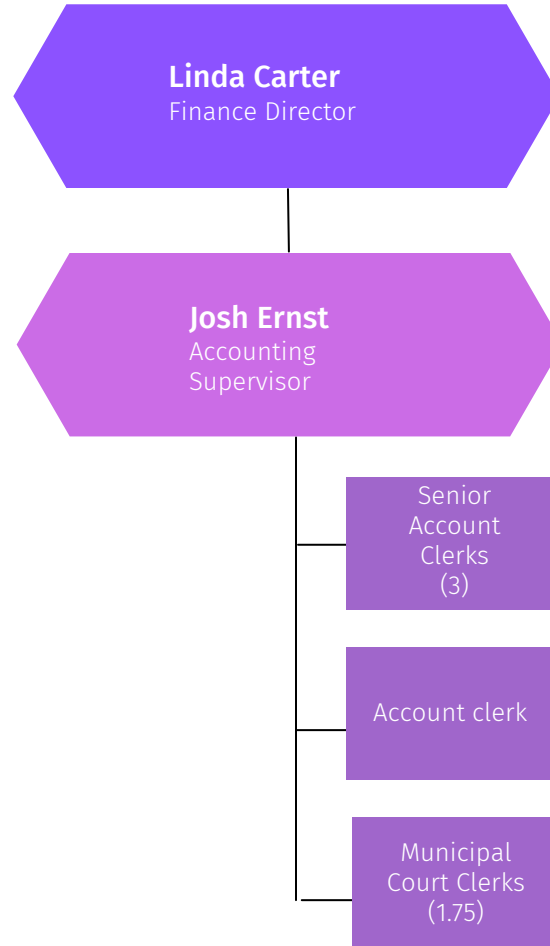 Linda Carter
Finance Director
Josh Ernst
Accounting
Supervisor
Senior
Account
Clerks
(3)
Account clerk
Municipal
Court Clerks
(1.75)